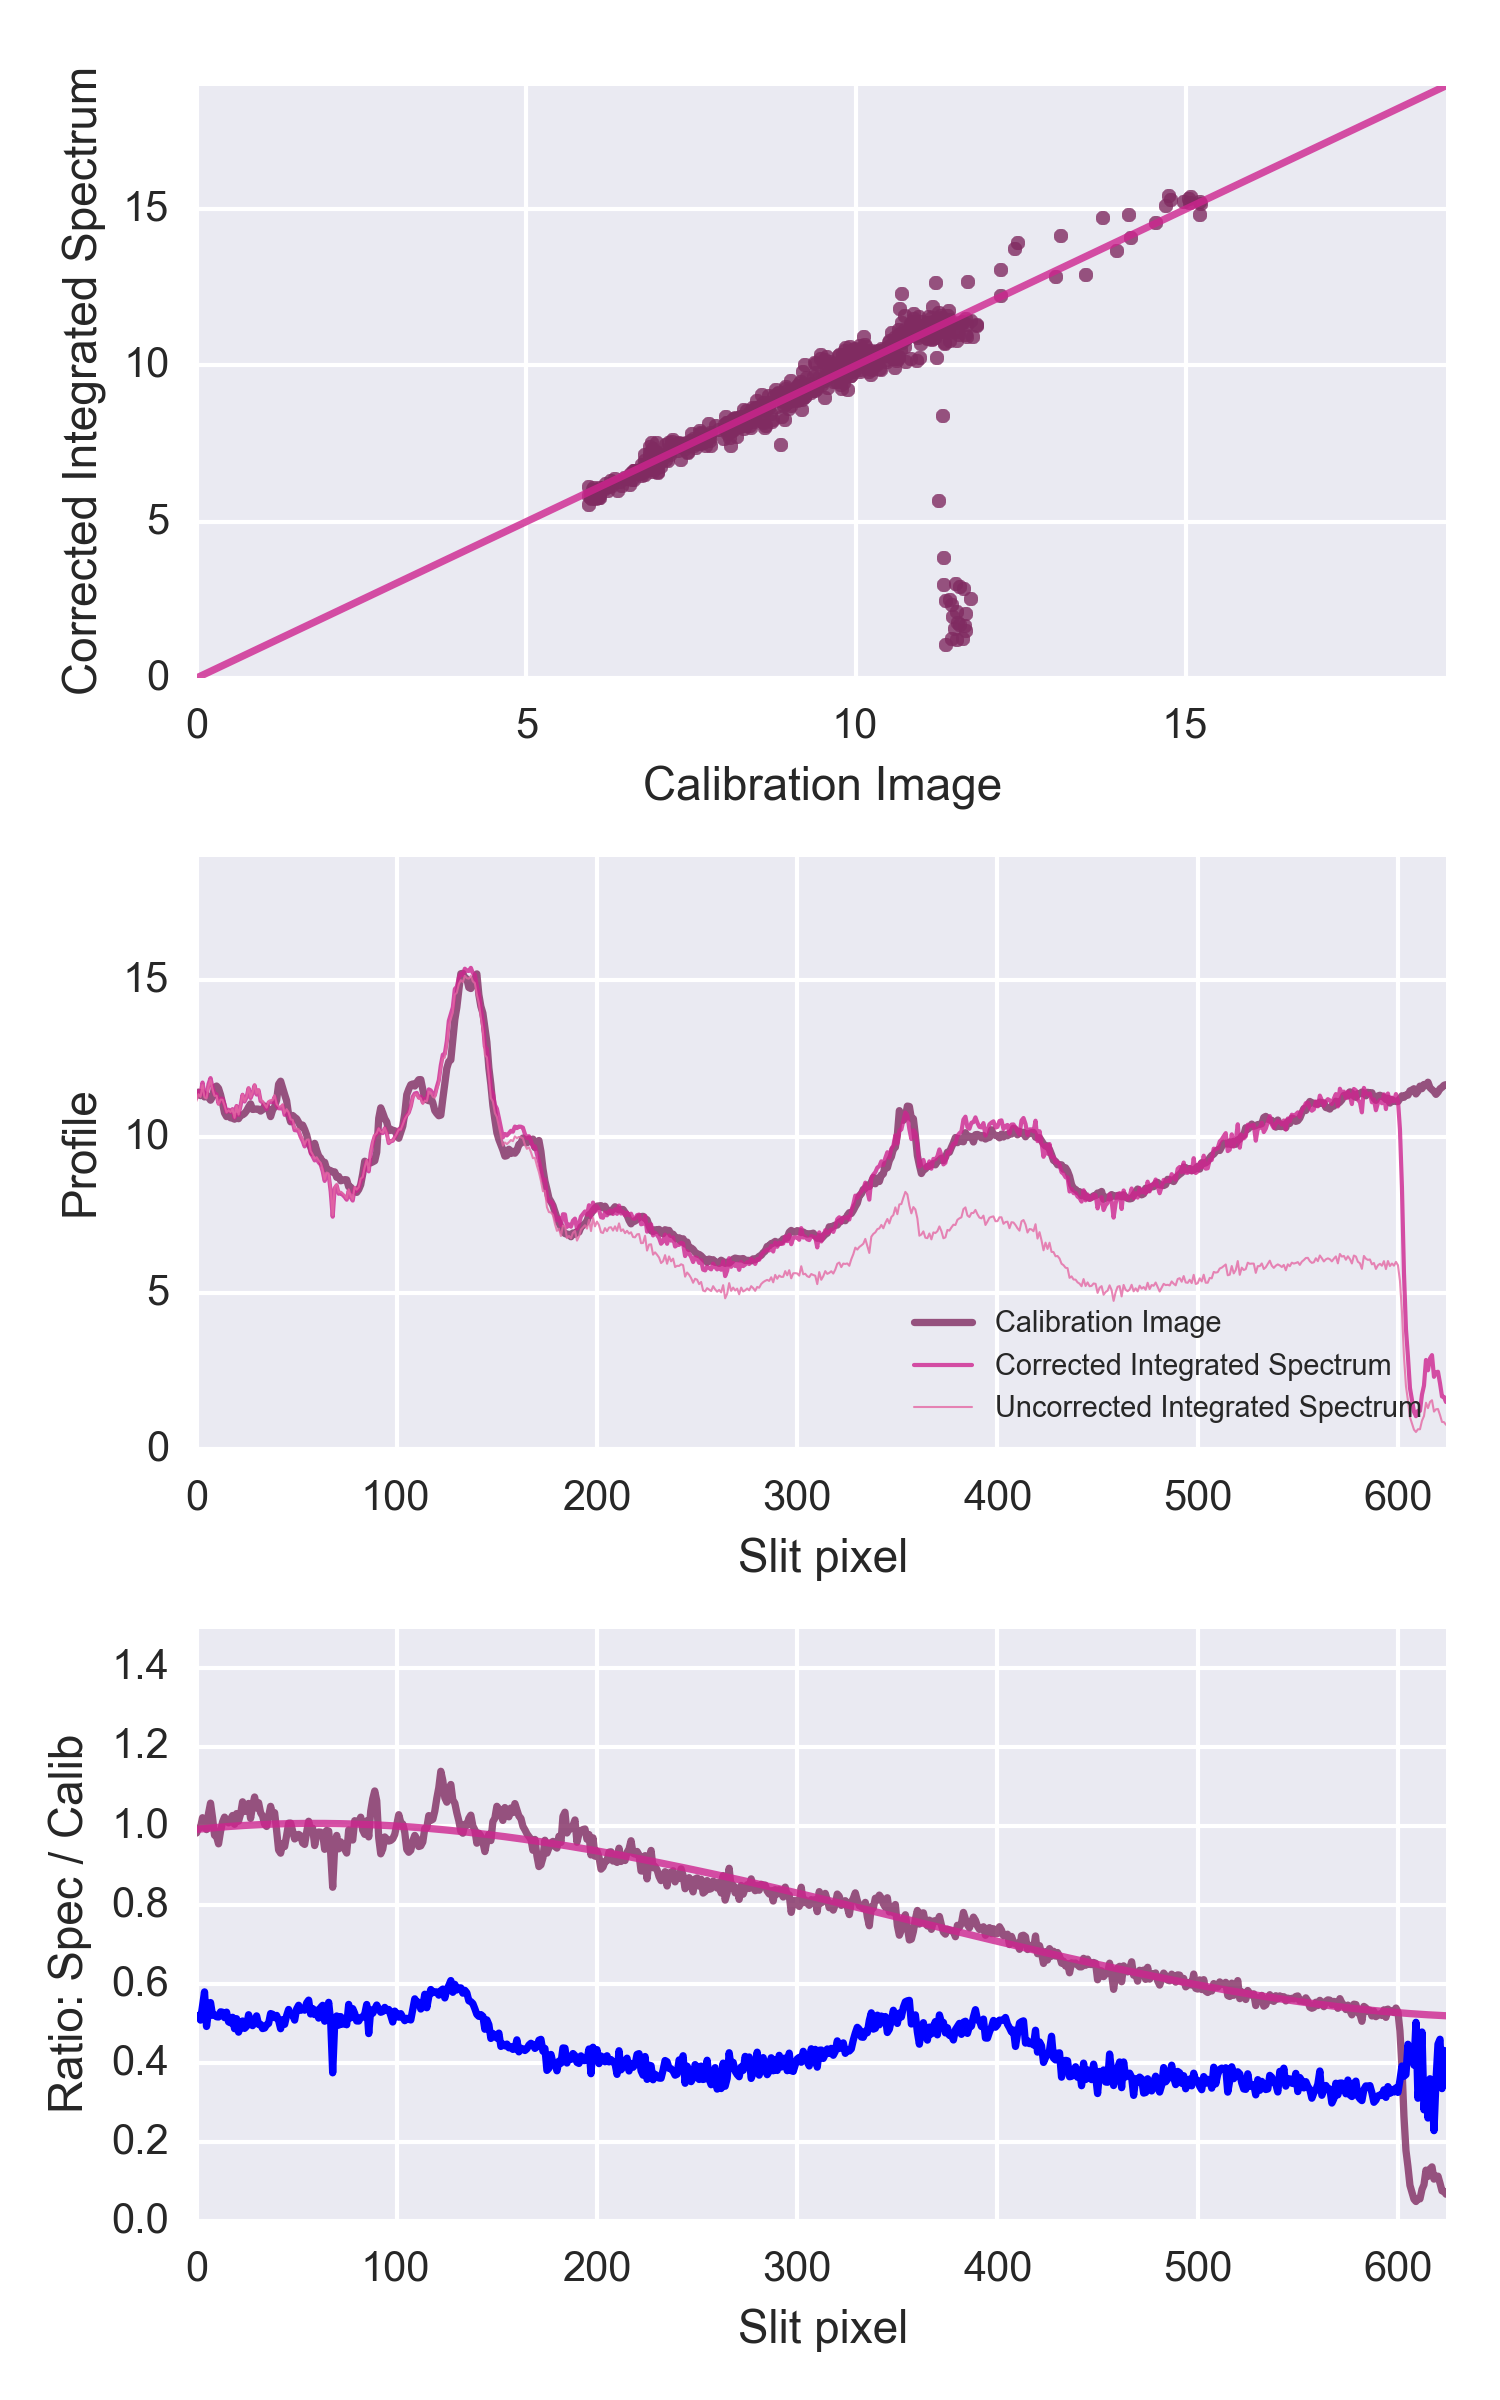 Corrected Integrated Spectrum
15
10
5
0
0 5 10 15
Calibration Image
Profile
15
10
5
0
Calibration Image
Corrected Integrated Spectrum
Uncorrected Integrated Spectrum
0 100 200 300 400 500 600
Slit pixel
Ratio: Spec / Calib
1.4
1.2
1.0
0.8
0.6
0.4
0.2
0.0
0 100 200 300 400 500 600
Slit pixel